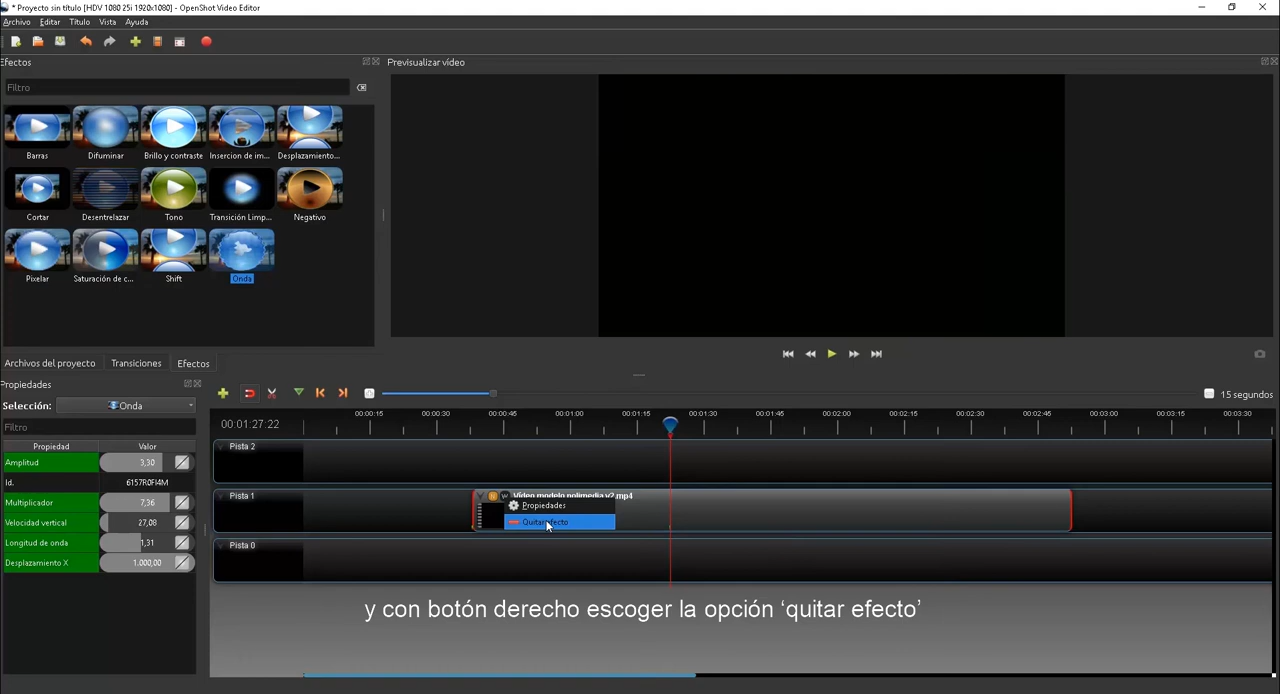 * Proyecto sin título [HDV 1080 25i 1920x1080] - OpenShot Video Editor
Archivo Editar Título Vista Ayuda
Efectos
Previsualizar vídeo
Filtro
Barras
Difuminar
Brillo y contraste
Insercion de im...
Desplazamiento...
Cortar
Desentrelazar
Tono
Transición Limp...
Negativo
Pixelar
Saturación de c...
Shift
Onda
Archivos del proyecto
Transiciones
Efectos
Propiedades
Selección:
Onda
Filtro
Propiedad Valor
Amplitud 3,30
Id. 6157R0FI4M
Multiplicador 7,36
Velocidad vertical 27,08
Longitud de onda 1,31
Desplazamiento X 1.000,00
15 segundos
00:01:27:22
00:00:15 00:00:30 00:00:45 00:01:00 00:01:15 00:01:30 00:01:45 00:02:00 00:02:15 00:02:30 00:02:45 00:03:00 00:03:15 00:03:30
Pista 2
Pista 1
N W Vídeo modelo polimedia v2.mp4
Propiedades
Quitar efecto
Pista 0
y con botón derecho escoger la opción ‘quitar efecto’